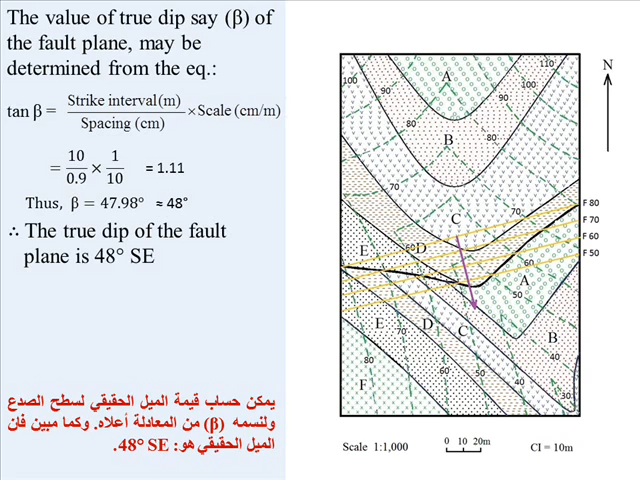 The value of true dip say (β) of
the fault plane, may be
determined from the eq.:
tan β = Strike interval(m) / Spacing (cm) × Scale (cm/m)
= 10/0.9 × 1/10 = 1.11
Thus, β = 47.98° ≈ 48°
∴ The true dip of the fault
plane is 48° SE
يمكن حساب قيمة الميل الحقيقي لسطح الصدع
ولنسمه (β) من المعادلة أعلاه. وكما مبين فأن
الميل الحقيقي هو: 48° SE.
N
110
100
100
90
90
A
80
80
B
70
70
C
F 80
F 70
F 60
F 50
E
60
D
60
A
50
E
70
D
C
B
40
80
60
50
40
F
30
Scale 1:1,000
0 10 20m
CI = 10m